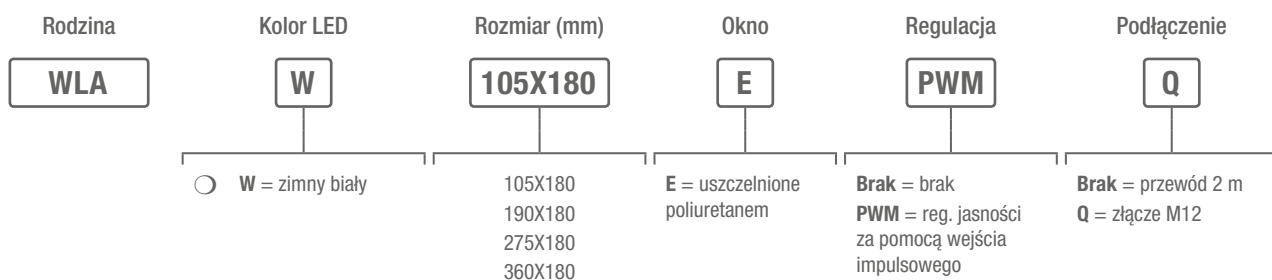 Rodzina Kolor LED Rozmiar (mm) Okno Regulacja Podłączenie
WLA W 105X180 E PWM Q
W = zimny biały
105X180
190X180
275X180
360X180
E = uszczelnione
poliuretanem
Brak = brak
PWM = reg. jasności
za pomocą wejścia
impulsowego
Brak = przewód 2 m
Q = złącze M12